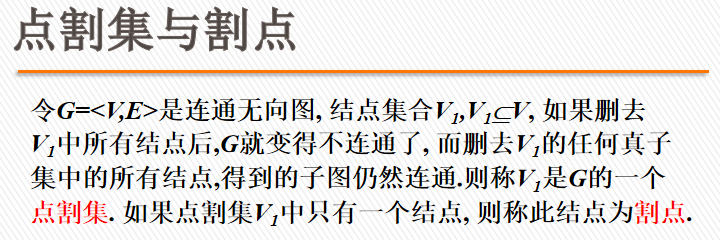 点割集与割点
令G=<V,E>是连通无向图, 结点集合V1,V1⊆V, 如果删去
V1中所有结点后,G就变得不连通了, 而删去V1的任何真子
集中的所有结点,得到的子图仍然连通.则称V1是G的一个
点割集. 如果点割集V1中只有一个结点, 则称此结点为割点.